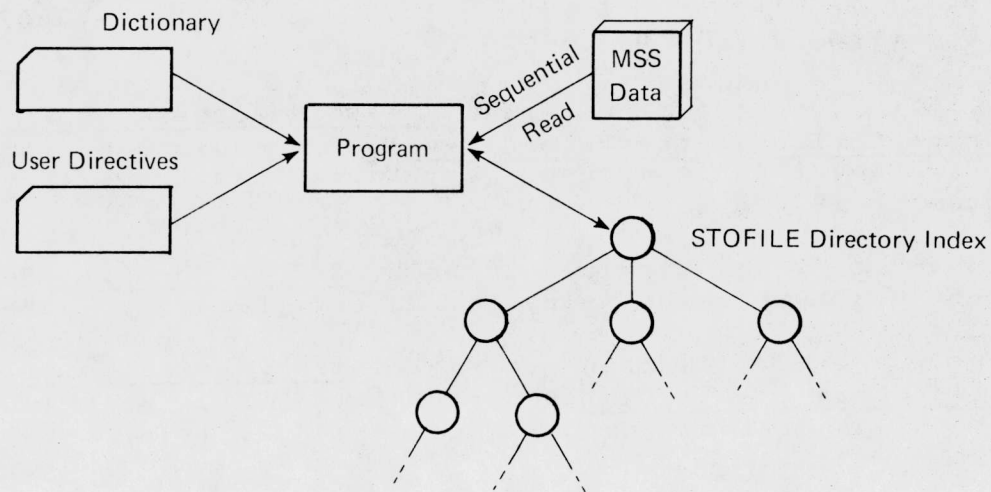 Dictionary
User Directives
Program
Sequential
Read
MSS
Data
STOFILE Directory Index